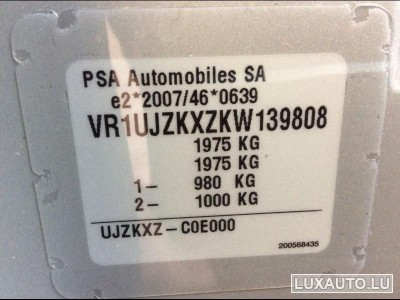 PSA Automobiles SA
e2*2007/46*0639
VR1UJZKXZKW139808
1975 KG
1975 KG
1- 980 KG
2- 1000 KG
UJZKXZ-C0E000
200568435
LUXAUTO.LU